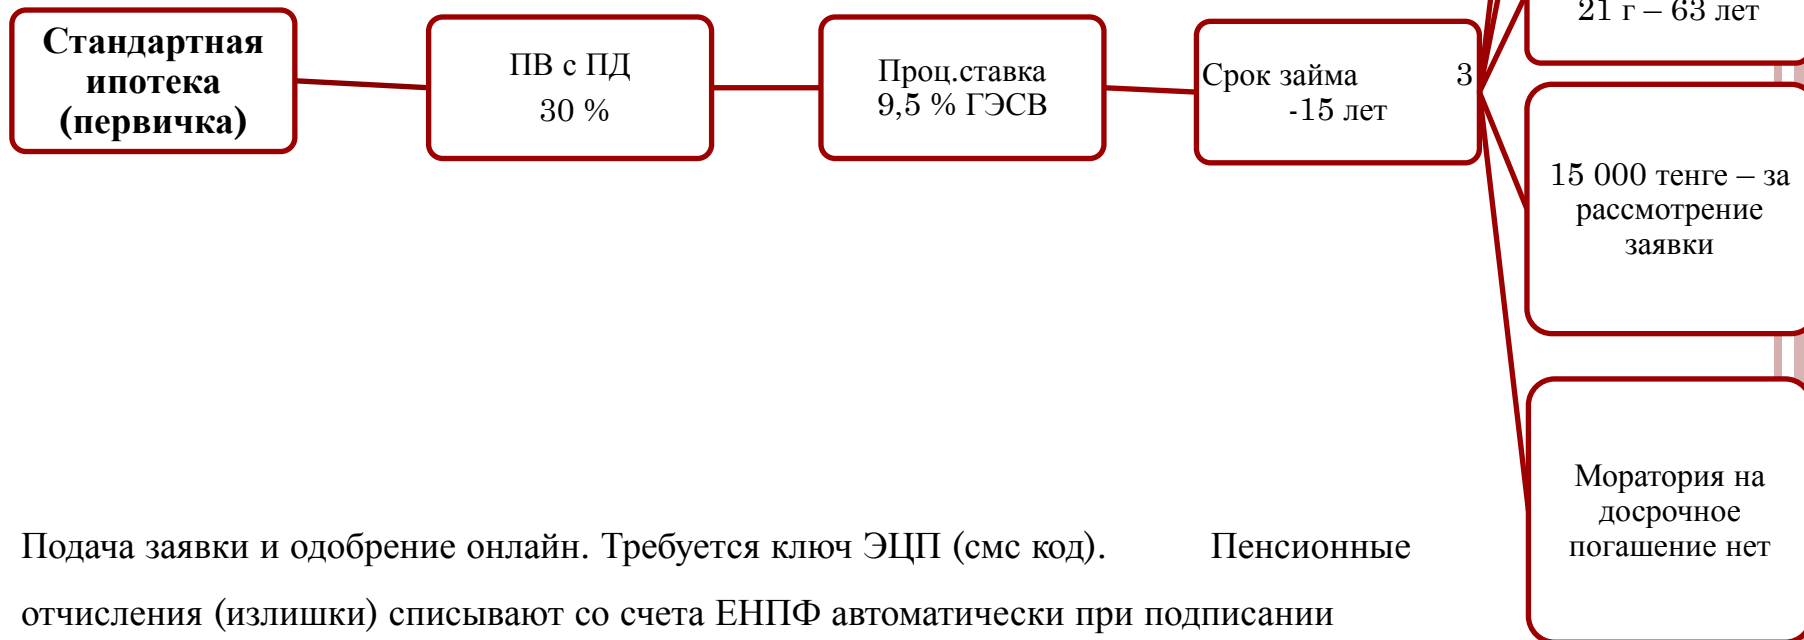 Стандартная
ипотека
(первичка)
ПВ с ПД
30 %
Проц.ставка
9,5 % ГЭСВ
Срок займа 3
-15 лет
21 г – 63 лет
15 000 тенге – за
рассмотрение
заявки
Моратория на
досрочное
погашение нет
Подача заявки и одобрение онлайн. Требуется ключ ЭЦП (смс код). Пенсионные
отчисления (излишки) списывают со счета ЕНПФ автоматически при подписании